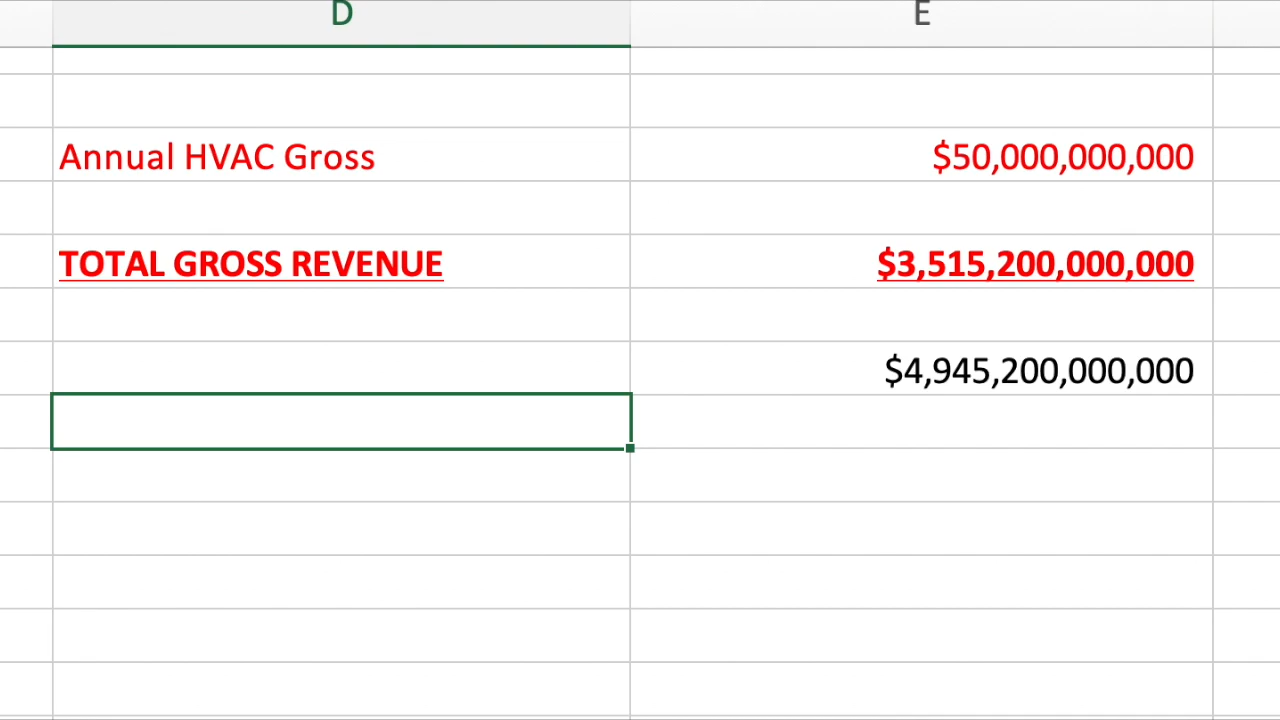 D E
Annual HVAC Gross $50,000,000,000
TOTAL GROSS REVENUE $3,515,200,000,000
$4,945,200,000,000